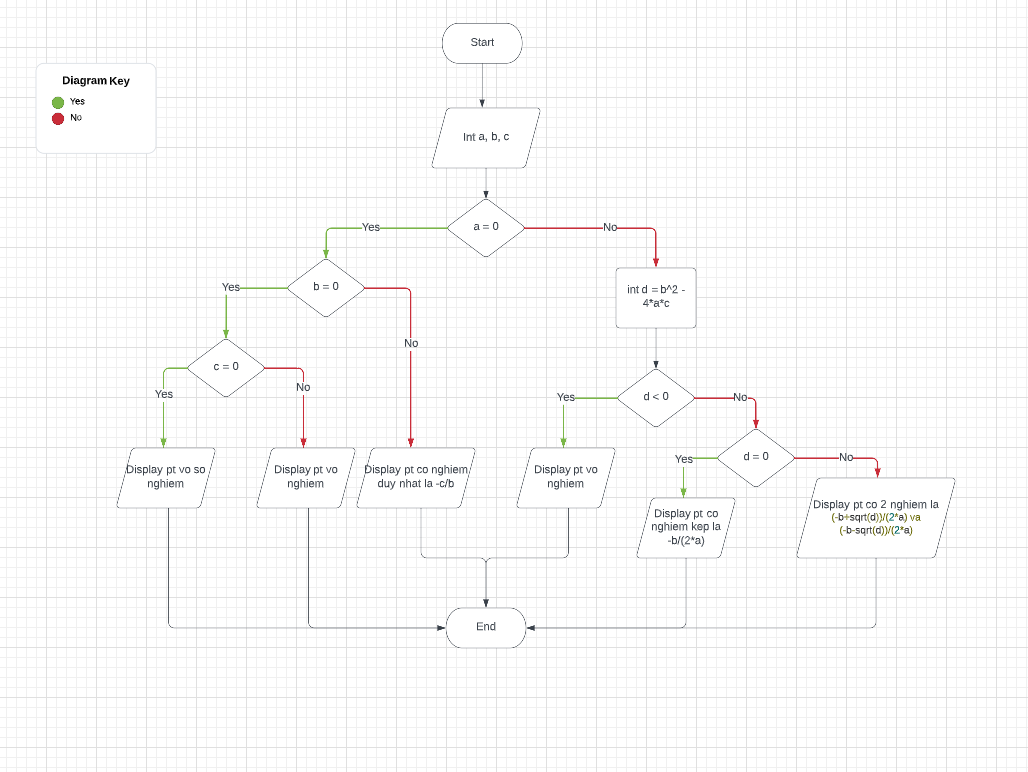 Start
Diagram Key
Yes
No
Int a, b, c
a = 0
Yes
No
b = 0
Yes
No
int d = b^2 -
4*a*c
c = 0
Yes
No
d < 0
Yes
No
d = 0
Yes
No
Display pt vo so
nghiem
Display pt vo
nghiem
Display pt co nghiem
duy nhat la -c/b
Display pt vo
nghiem
Display pt co
nghiem kep la
-b/(2*a)
Display pt co 2 nghiem la
(-b+sqrt(d))/(2*a) va
(-b-sqrt(d))/(2*a)
End